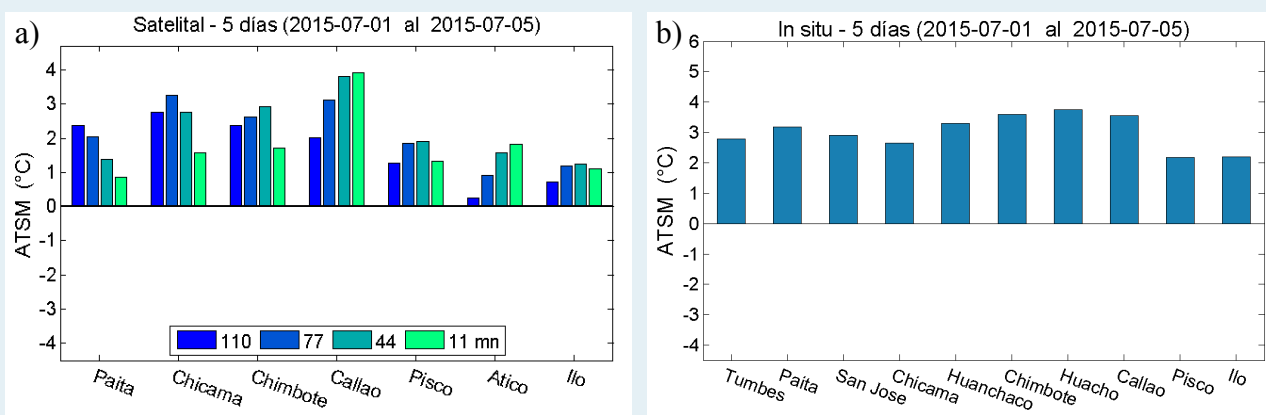 a)
Satelital - 5 días (2015-07-01 al 2015-07-05)
ATSM (°C)
4
3
2
1
0
-1
-2
-3
-4
110 77 44 11 mn
Paita Chicama Chimbote Callao Pisco Atico Ilo
b)
In situ - 5 días (2015-07-01 al 2015-07-05)
ATSM (°C)
6
5
4
3
2
1
0
-1
-2
-3
-4
Tumbes Paita San Jose Chicama Huanchaco Chimbote Huacho Callao Pisco Ilo